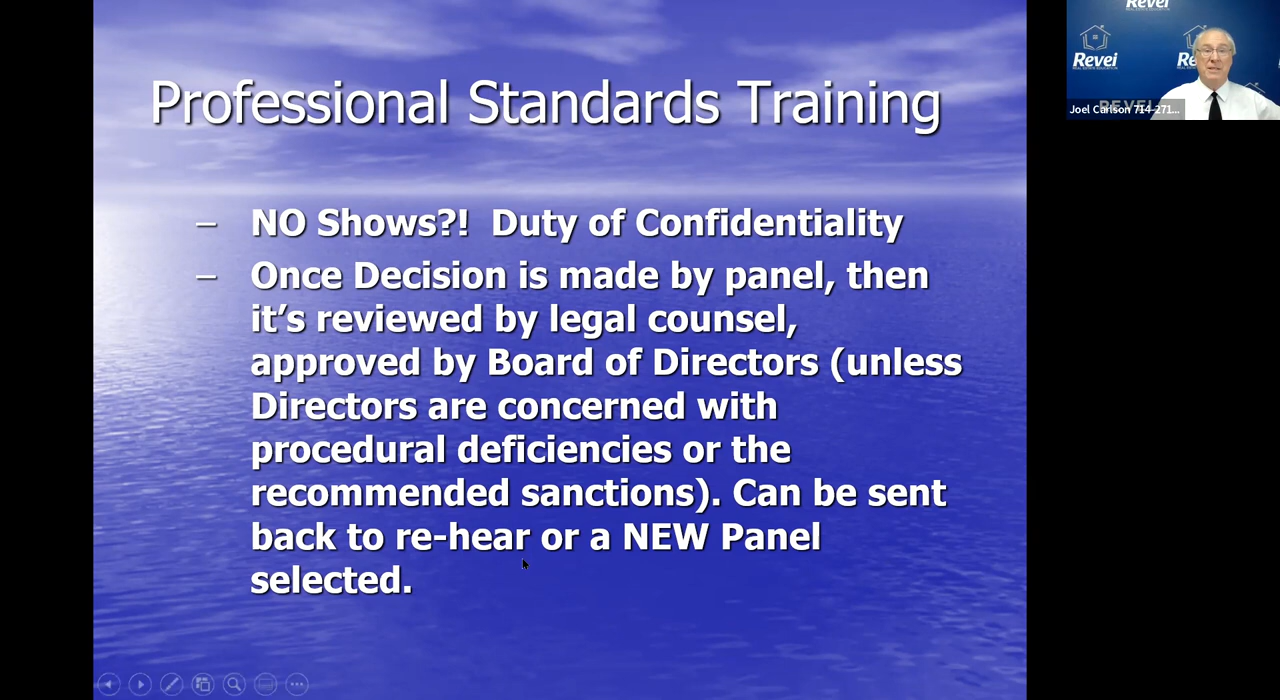 Professional Standards Training
– NO Shows?!  Duty of Confidentiality
– Once Decision is made by panel, then
it’s reviewed by legal counsel,
approved by Board of Directors (unless
Directors are concerned with
procedural deficiencies or the
recommended sanctions). Can be sent
back to re-hear or a NEW Panel
selected.
Revei
Revei
Joel Carlson 714-271...